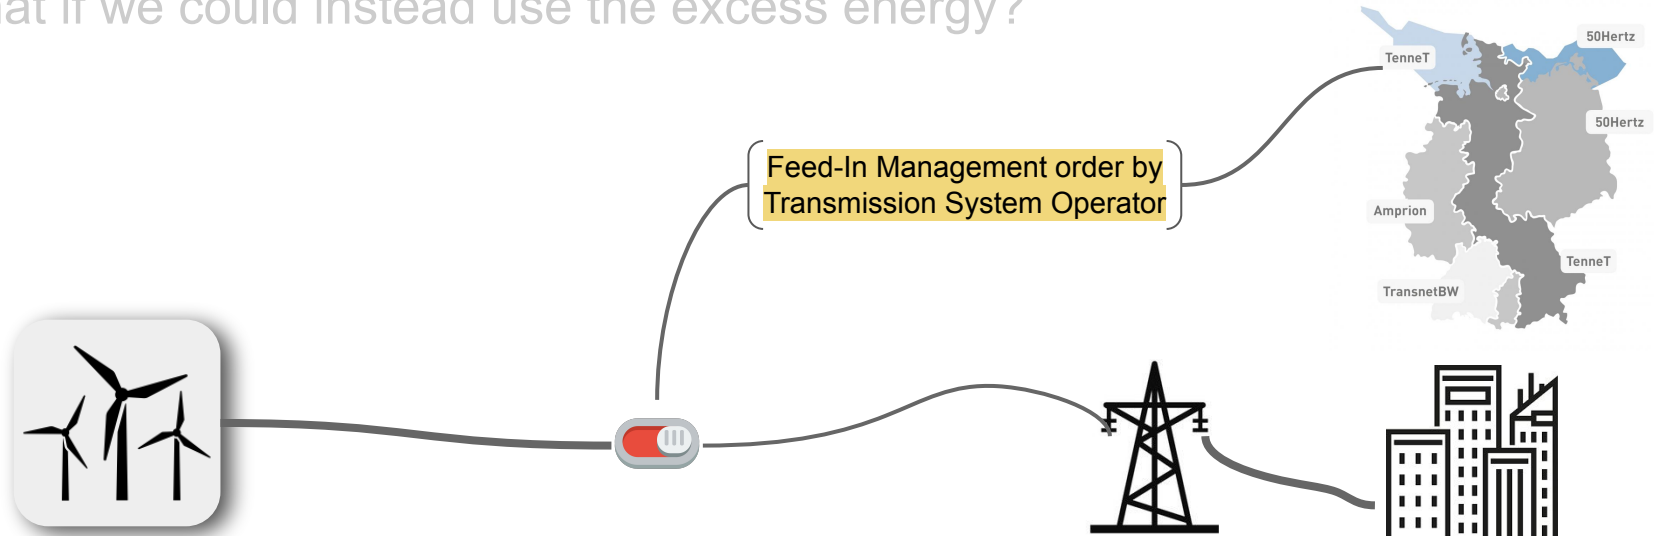 at if we could instead use the excess energy?
50Hertz
TenneT
50Hertz
Feed-In Management order by
Transmission System Operator
Amprion
TenneT
TransnetBW